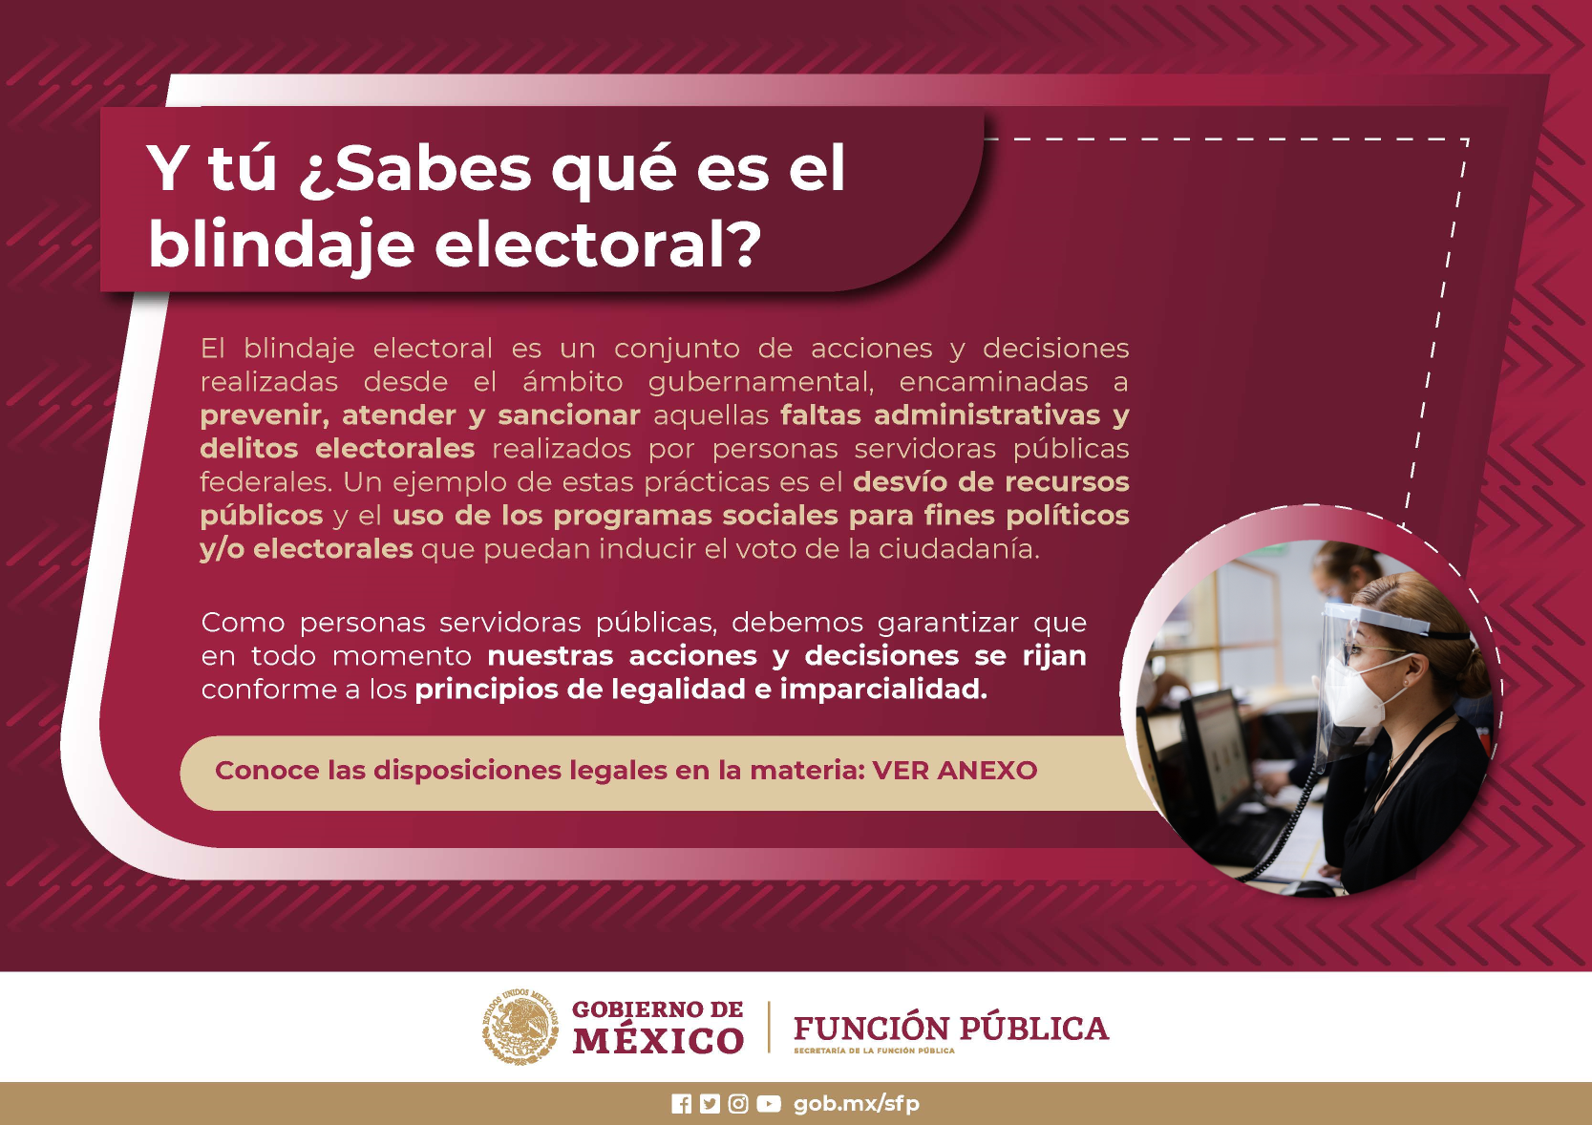 Y tú ¿Sabes qué es el
blindaje electoral?
El blindaje electoral es un conjunto de acciones y decisiones
realizadas desde el ámbito gubernamental, encaminadas a
prevenir, atender y sancionar aquellas faltas administrativas y
delitos electorales realizados por personas servidoras públicas
federales. Un ejemplo de estas prácticas es el desvío de recursos
públicos y el uso de los programas sociales para fines políticos
y/o electorales que puedan inducir el voto de la ciudadanía.
Como personas servidoras públicas, debemos garantizar que
en todo momento nuestras acciones y decisiones se rijan
conforme a los principios de legalidad e imparcialidad.
Conoce las disposiciones legales en la materia: VER ANEXO
ESTADOS UNIDOS MEXICANOS
GOBIERNO DE
MÉXICO
FUNCIÓN PÚBLICA
SECRETARÍA DE LA FUNCIÓN PÚBLICA
gob.mx/sfp